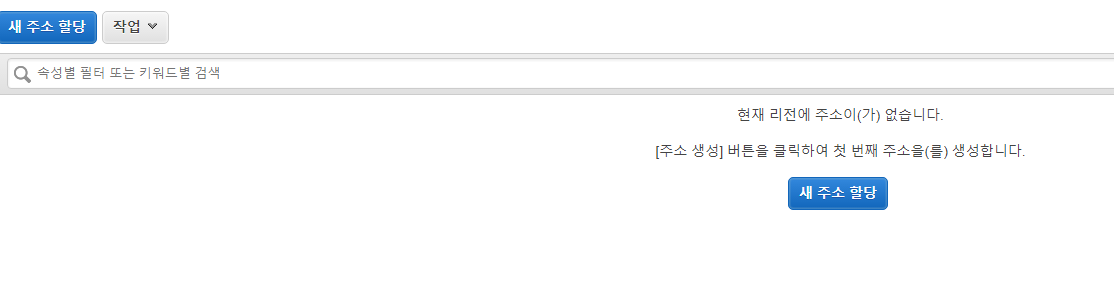 새 주소 할당 작업
속성별 필터 또는 키워드별 검색
현재 리전에 주소이(가) 없습니다.
[주소 생성] 버튼을 클릭하여 첫 번째 주소을(를) 생성합니다.
새 주소 할당